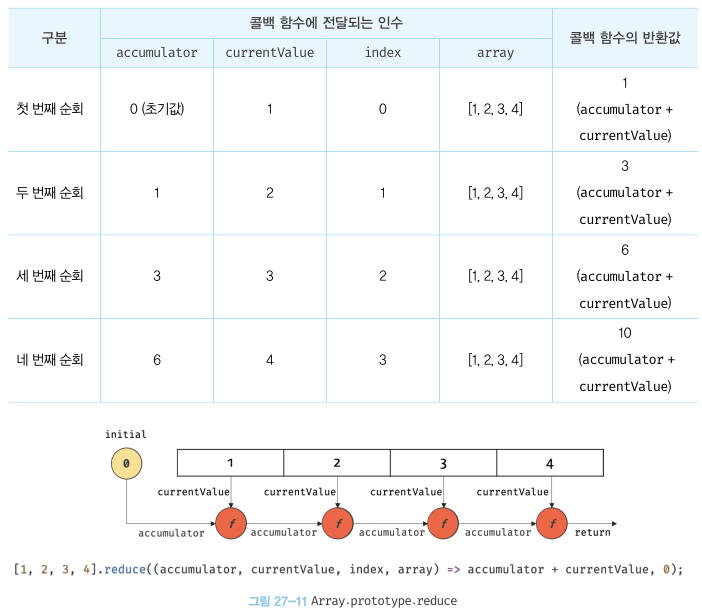 구분
콜백 함수에 전달되는 인수
콜백 함수의 반환값
accumulator currentValue index array
첫 번째 순회 0 (초기값) 1 0 [1, 2, 3, 4] 1
(accumulator +
currentValue)
두 번째 순회 1 2 1 [1, 2, 3, 4] 3
(accumulator +
currentValue)
세 번째 순회 3 3 2 [1, 2, 3, 4] 6
(accumulator +
currentValue)
네 번째 순회 6 4 3 [1, 2, 3, 4] 10
(accumulator +
currentValue)
initial
0 1 2 3 4
currentValue currentValue currentValue currentValue
f f f f
accumulator accumulator accumulator accumulator return
[1, 2, 3, 4].reduce((accumulator, currentValue, index, array) => accumulator + currentValue, 0);
그림 27-11 Array.prototype.reduce